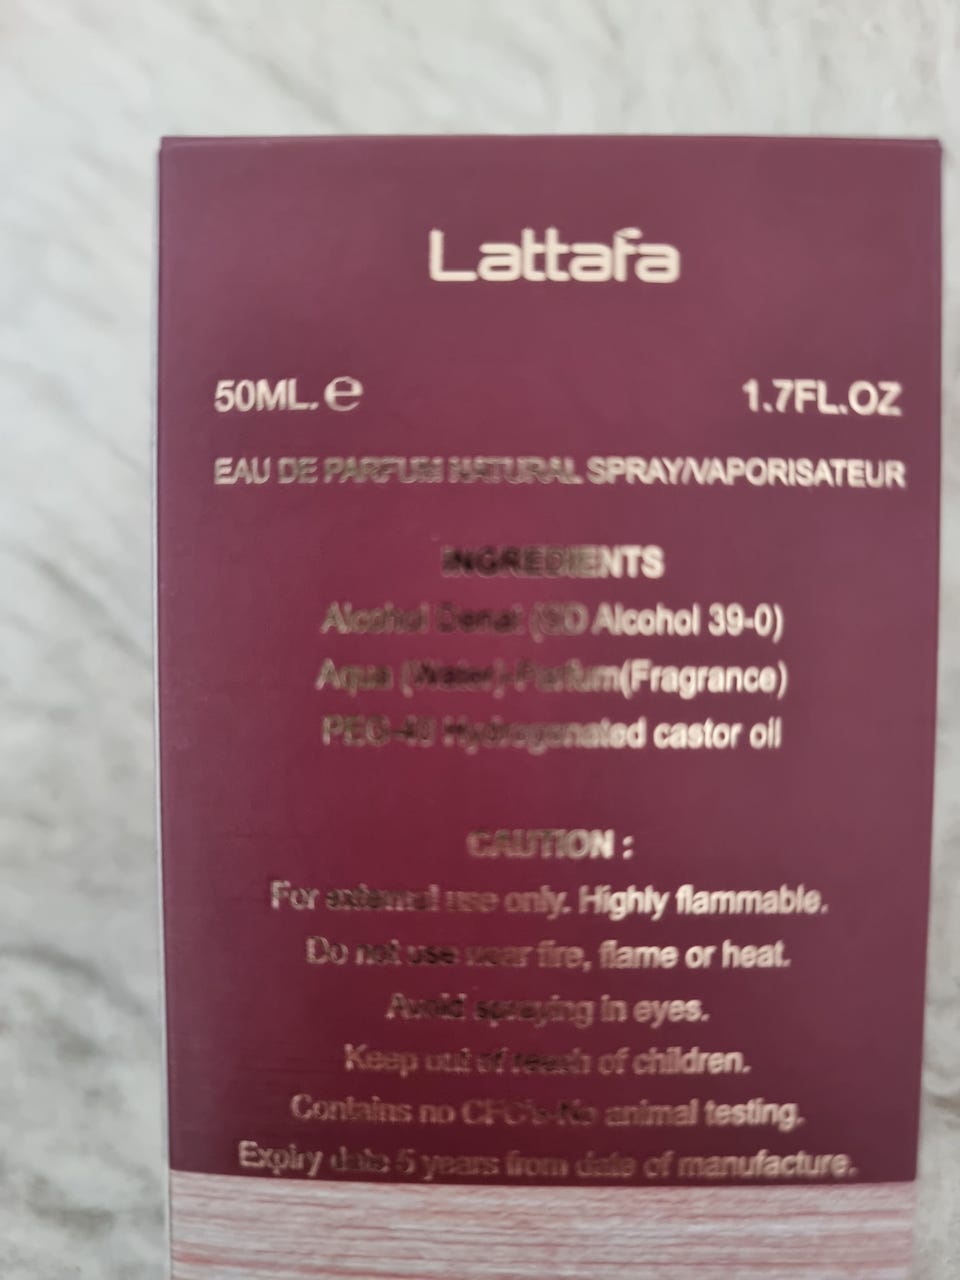 Lattafa
50ML. ℮ 1.7FL.OZ
EAU DE PARFUM NATURAL SPRAY/VAPORISATEUR
INGREDIENTS
Alcohol Denat (SD Alcohol 39-0)
Aqua (Water)-Parfum(Fragrance)
PEG-40 Hydrogenated castor oil
CAUTION :
For external use only. Highly flammable.
Do not use near fire, flame or heat.
Avoid spraying in eyes.
Keep out of reach of children.
Contains no CFC's-No animal testing.
Expiry date 5 years from date of manufacture.